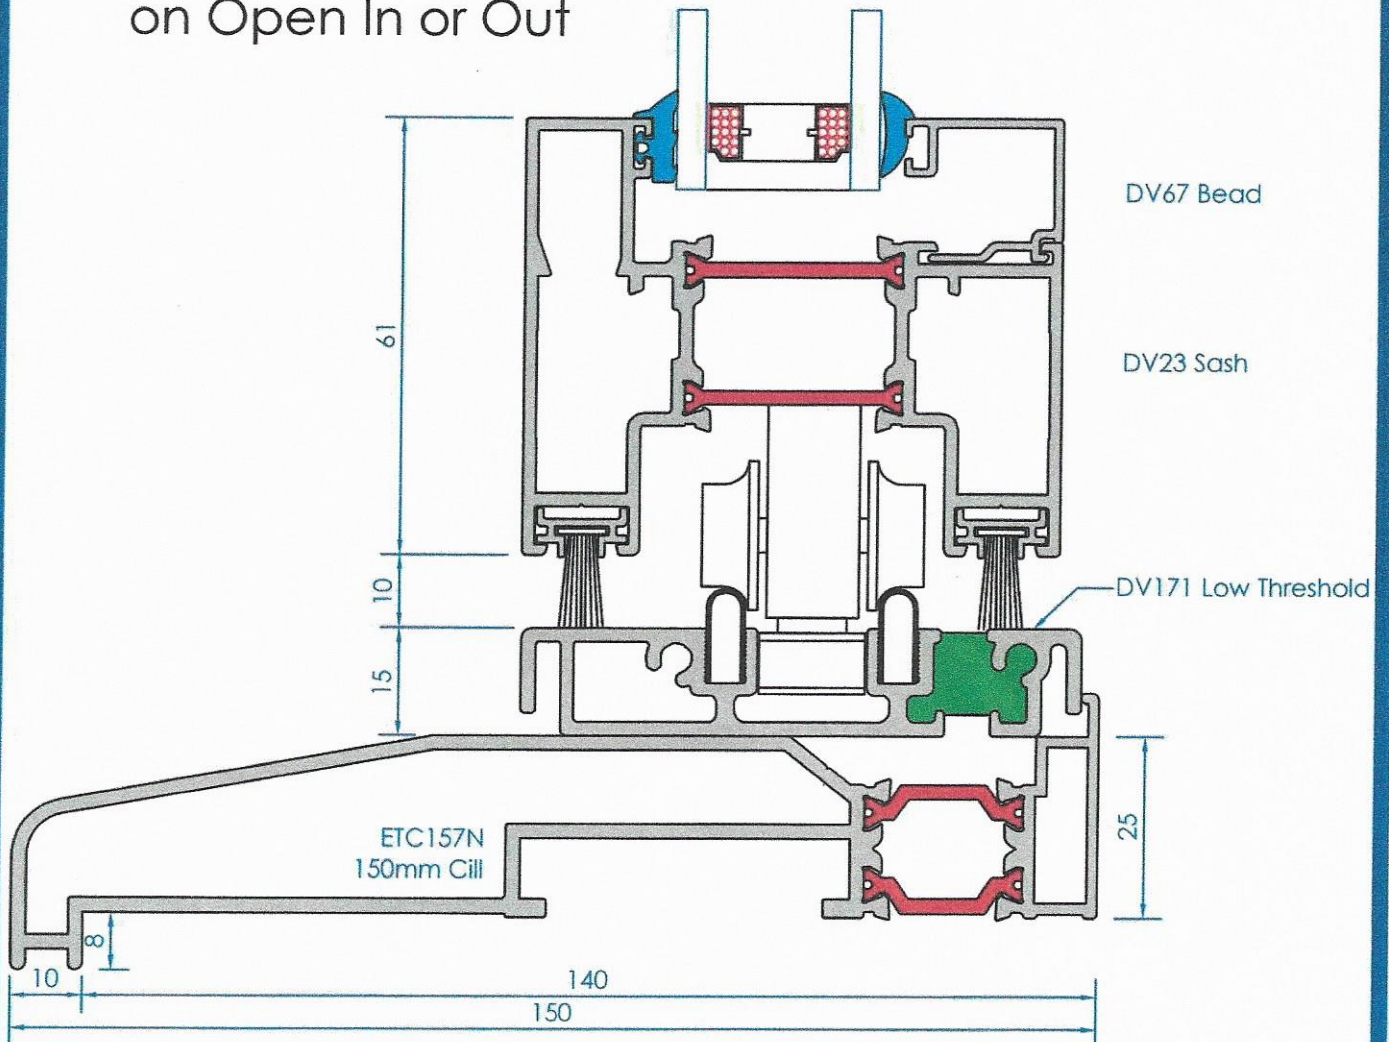 on Open In or Out
DV67 Bead
61
DV23 Sash
10
DV171 Low Threshold
15
ETC157N
150mm Cill
25
8
10
140
150